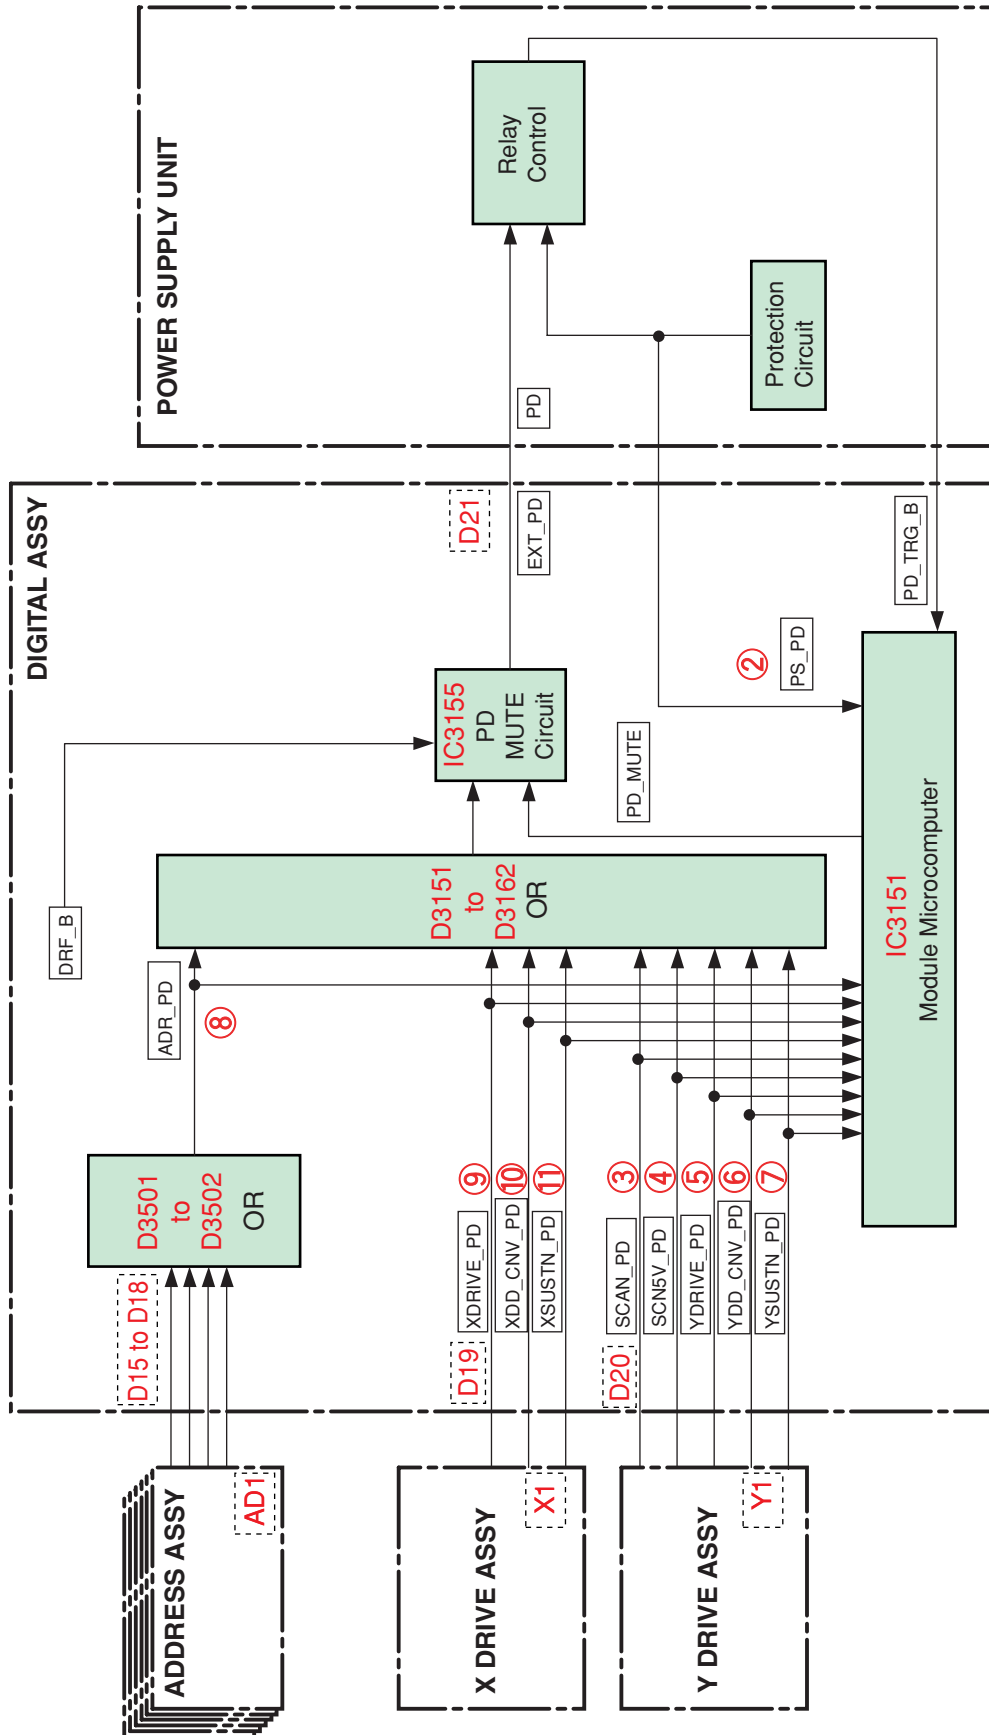 POWER SUPPLY UNIT
Relay
Control
Protection
Circuit
PD
DIGITAL ASSY
D21
EXT_PD
PD_TRG_B
②
PS_PD
IC3155
PD
MUTE
Circuit
PD_MUTE
DRF_B
D3151
to
D3162
OR
IC3151
Module Microcomputer
ADR_PD
⑧
D3501
to
D3502
OR
D15 to D18
⑨
XDRIVE_PD
⑩
XDD_CNV_PD
⑪
XSUSTN_PD
D19
③
SCAN_PD
④
SCN5V_PD
⑤
YDRIVE_PD
⑥
YDD_CNV_PD
⑦
YSUSTN_PD
D20
ADDRESS ASSY
AD1
X DRIVE ASSY
X1
Y DRIVE ASSY
Y1